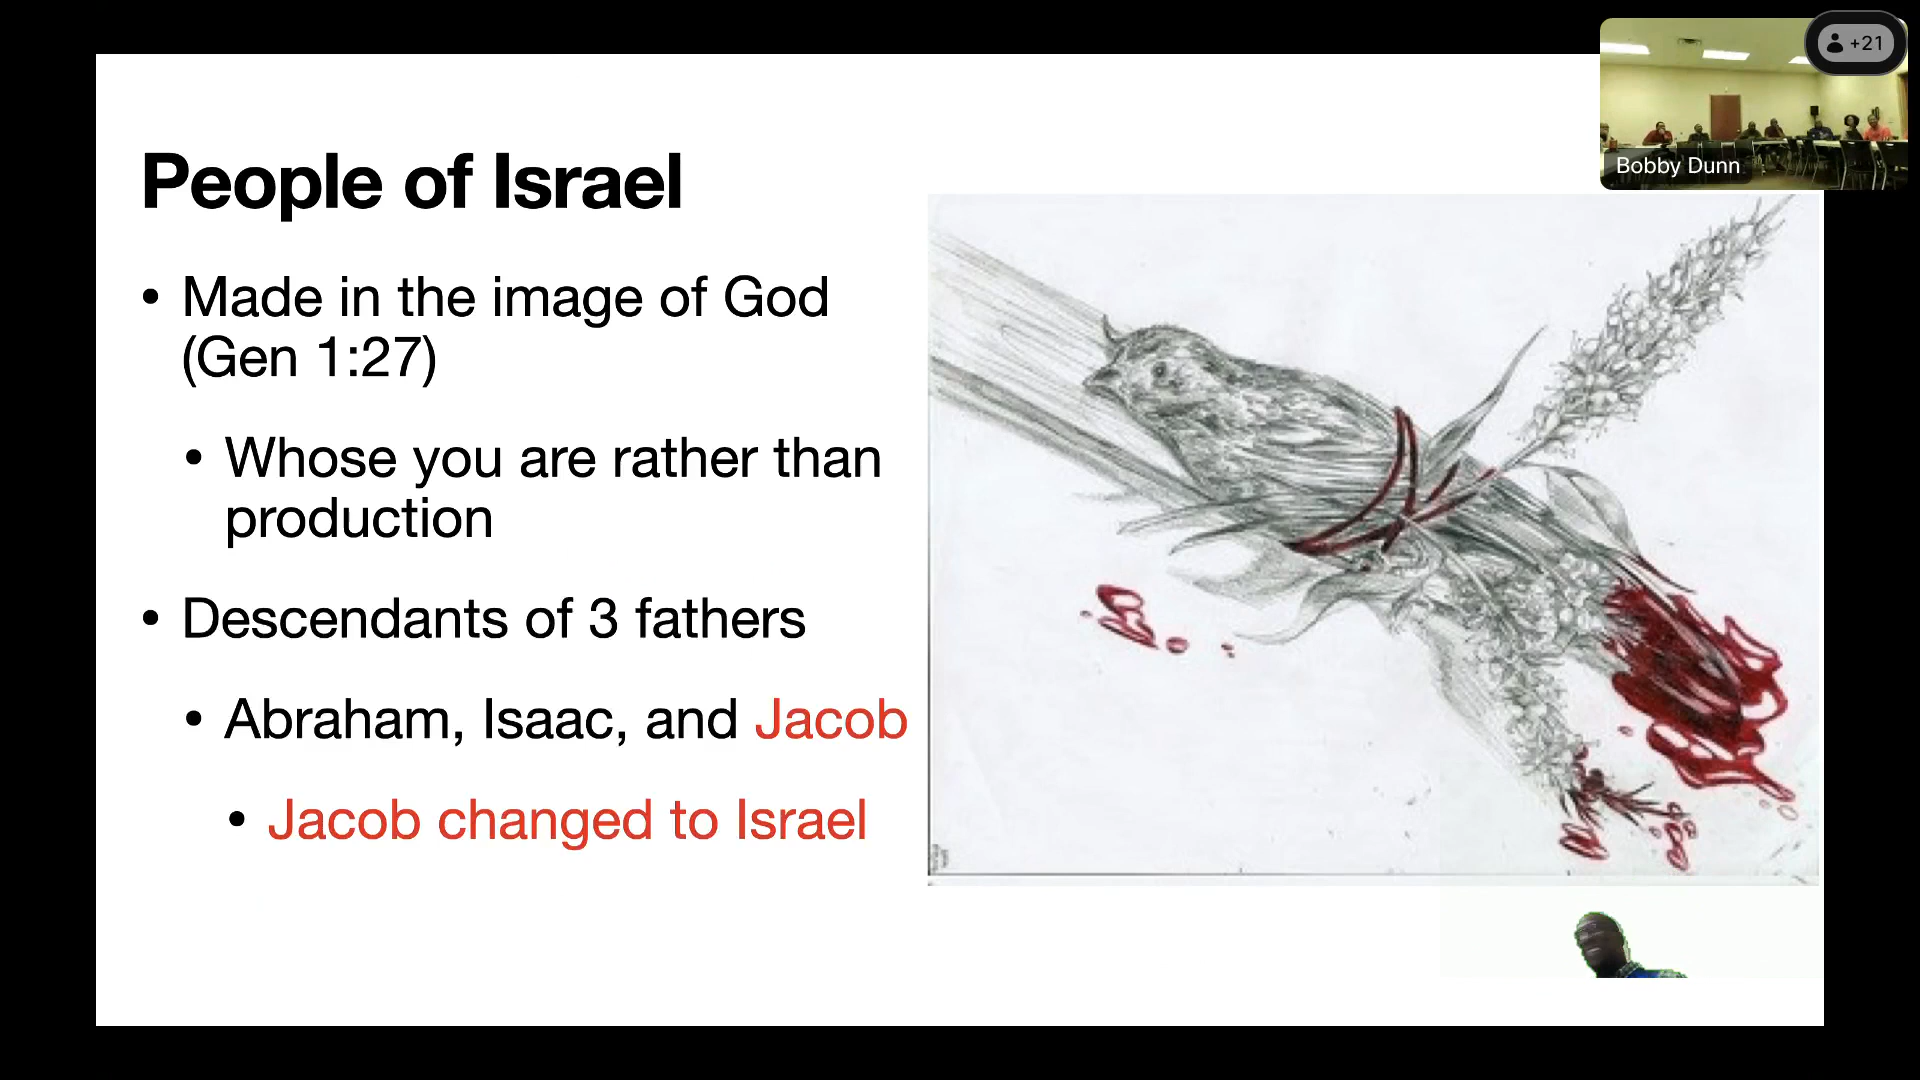 +21
Bobby Dunn
People of Israel
• Made in the image of God
(Gen 1:27)
• Whose you are rather than
production
• Descendants of 3 fathers
• Abraham, Isaac, and Jacob
• Jacob changed to Israel